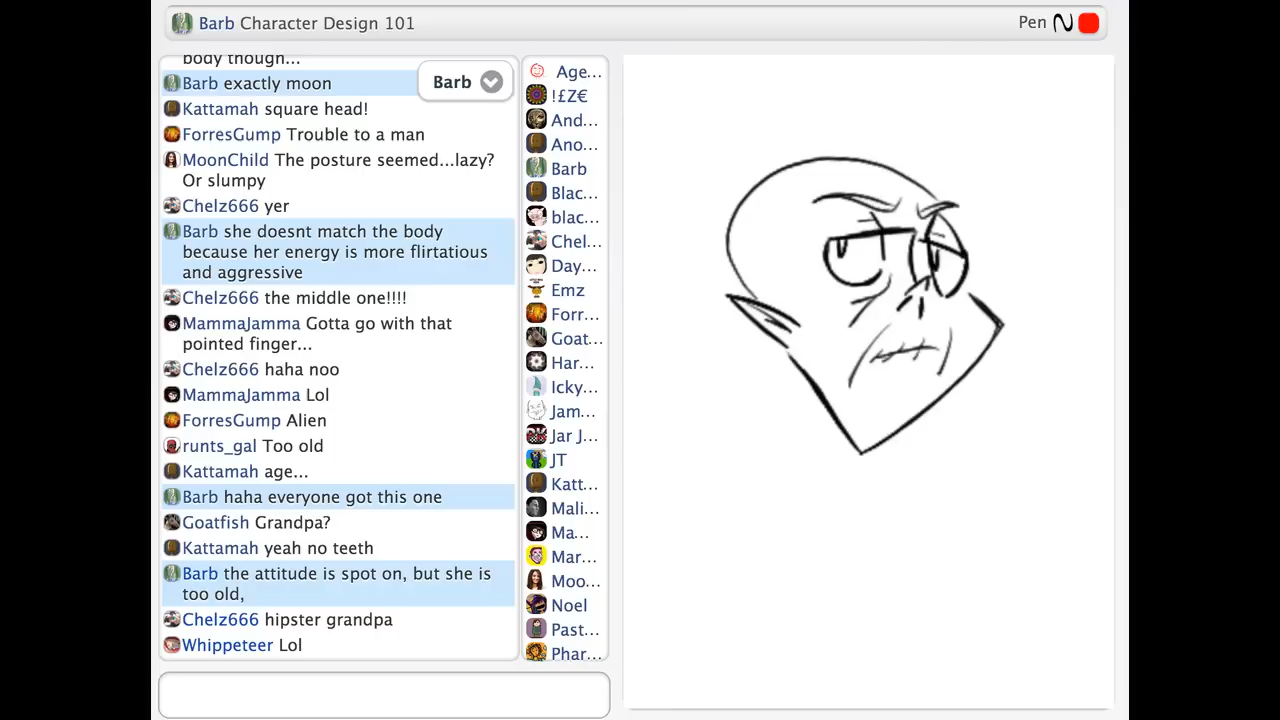 Barb Character Design 101
Pen
body though...
Barb exactly moon
Barb
Kattamah square head!
ForresGump Trouble to a man
MoonChild The posture seemed...lazy?
Or slumpy
Chelz666 yer
Barb she doesnt match the body
because her energy is more flirtatious
and aggressive
Chelz666 the middle one!!!!
MammaJamma Gotta go with that
pointed finger...
Chelz666 haha noo
MammaJamma Lol
ForresGump Alien
runts_gal Too old
Kattamah age...
Barb haha everyone got this one
Goatfish Grandpa?
Kattamah yeah no teeth
Barb the attitude is spot on, but she is
too old,
Chelz666 hipster grandpa
Whippeteer Lol
Age...
!£Z€
And...
Ano...
Barb
Blac...
blac...
Chel...
Day...
Emz
Forr...
Goat...
Har...
Icky...
Jam...
Jar J...
JT
Katt...
Mali...
Ma...
Mar...
Moo...
Noel
Past...
Phar...